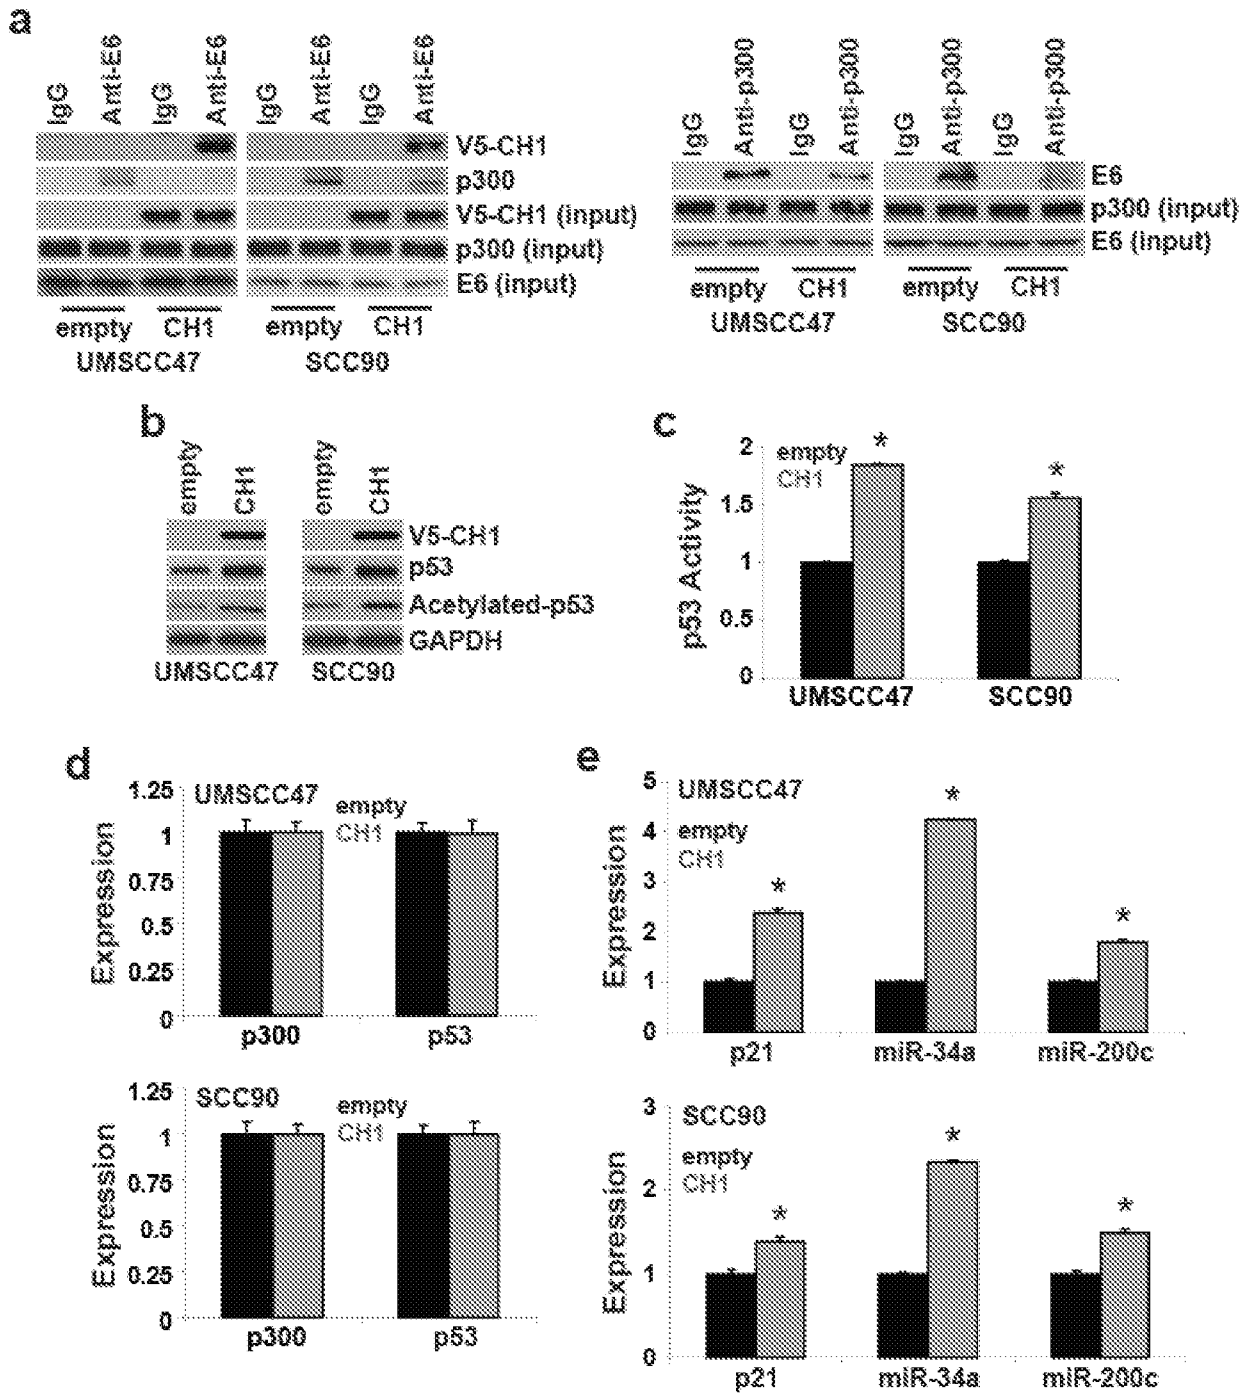 a
IgG Anti-E6 IgG Anti-E6 IgG Anti-E6 IgG Anti-E6
V5-CH1
p300
V5-CH1 (input)
p300 (input)
E6 (input)
empty CH1 empty CH1
UMSCC47 SCC90
IgG Anti-p300 IgG Anti-p300 IgG Anti-p300 IgG Anti-p300
E6
p300 (input)
E6 (input)
empty CH1 empty CH1
UMSCC47 SCC90
b
empty CH1 empty CH1
V5-CH1
p53
Acetylated-p53
GAPDH
UMSCC47 SCC90
c
p53 Activity
2
1.5
1
0.5
0
empty
CH1
* *
UMSCC47 SCC90
d
Expression
1.25
1
0.75
0.5
0.25
0
UMSCC47
empty
CH1
p300 p53
Expression
1.25
1
0.75
0.5
0.25
0
SCC90
empty
CH1
p300 p53
e
Expression
5
4
3
2
1
0
UMSCC47
empty
CH1
* * *
p21 miR-34a miR-200c
Expression
3
2
1
0
SCC90
empty
CH1
* * *
p21 miR-34a miR-200c